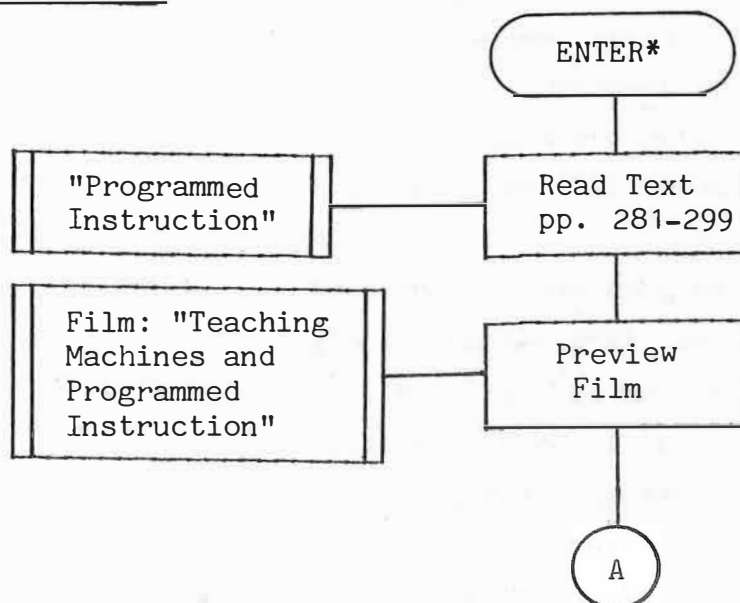 ENTER*
"Programmed
Instruction"
Read Text
pp. 281-299
Film: "Teaching
Machines and
Programmed
Instruction"
Preview
Film
A